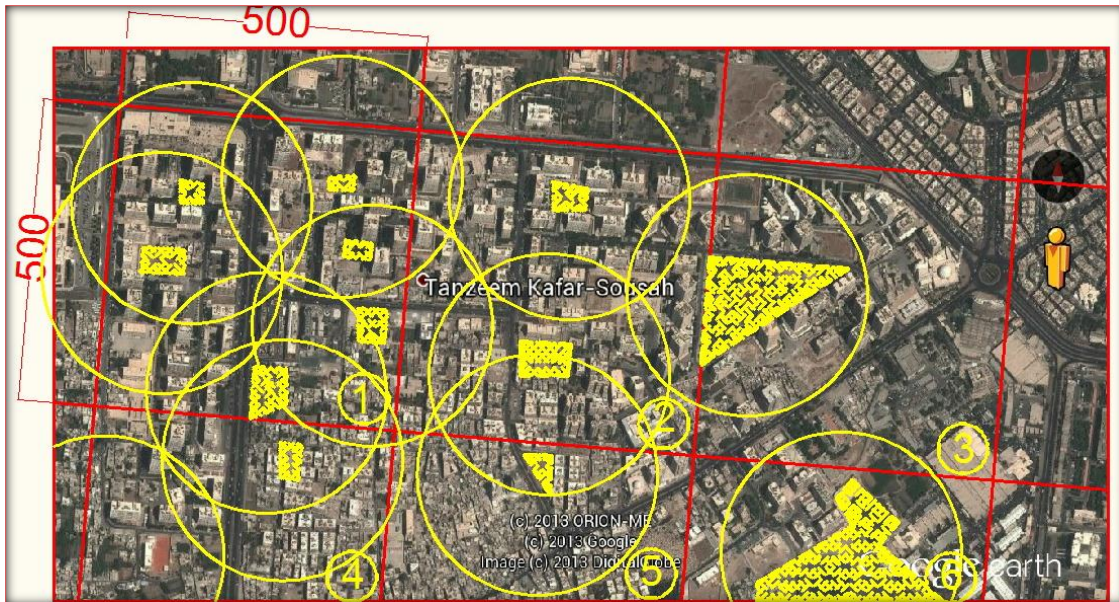 500
500
Tanzeem Kafar-Sousah
1
2
3
4
5
6
(c) 2013 ORION-ME
(c) 2013 Google
Image (c) 2013 DigitalGlobe
Google earth